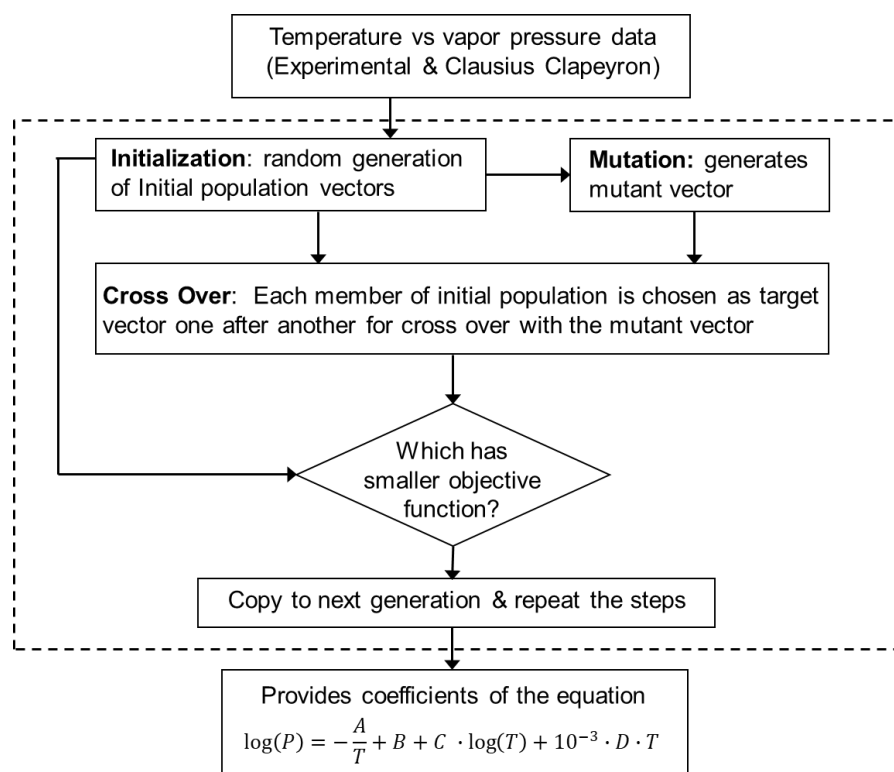 Temperature vs vapor pressure data
(Experimental & Clausius Clapeyron)
Initialization: random generation
of Initial population vectors
Mutation: generates
mutant vector
Cross Over: Each member of initial population is chosen as target
vector one after another for cross over with the mutant vector
Which has
smaller objective
function?
Copy to next generation & repeat the steps
Provides coefficients of the equation
log(P) = −A/T + B + C · log(T) + 10⁻³ · D · T